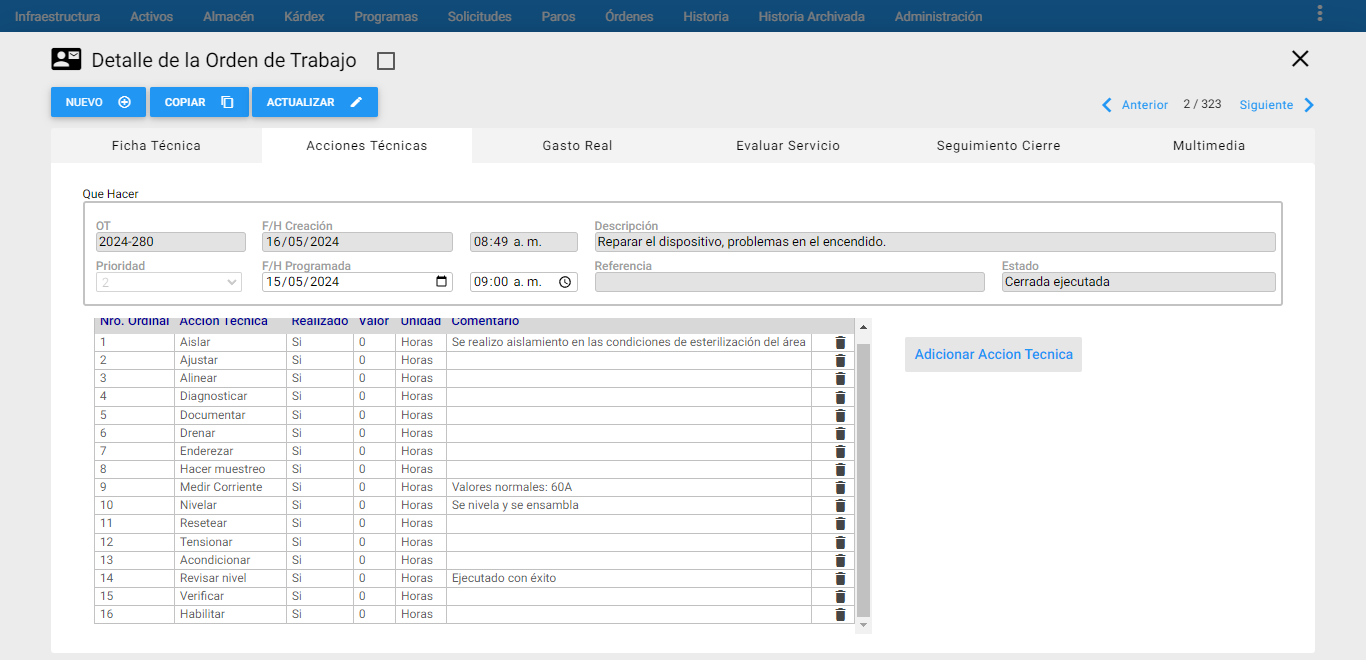 Infraestructura Activos Almacén Kárdex Programas Solicitudes Paros Órdenes Historia Historia Archivada Administración
Detalle de la Orden de Trabajo
NUEVO COPIAR ACTUALIZAR
Anterior 2 / 323 Siguiente
Ficha Técnica Acciones Técnicas Gasto Real Evaluar Servicio Seguimiento Cierre Multimedia
Que Hacer
OT F/H Creación Descripción
2024-280 16/05/2024 08:49 a. m. Reparar el dispositivo, problemas en el encendido.
Prioridad F/H Programada Referencia Estado
2 15/05/2024 09:00 a. m. Cerrada ejecutada
Nro. Ordinal Acción Técnica Realizado Valor Unidad Comentario
1 Aislar Si 0 Horas Se realizo aislamiento en las condiciones de esterilización del área
2 Ajustar Si 0 Horas
3 Alinear Si 0 Horas
4 Diagnosticar Si 0 Horas
5 Documentar Si 0 Horas
6 Drenar Si 0 Horas
7 Enderezar Si 0 Horas
8 Hacer muestreo Si 0 Horas
9 Medir Corriente Si 0 Horas Valores normales: 60A
10 Nivelar Si 0 Horas Se nivela y se ensambla
11 Resetear Si 0 Horas
12 Tensionar Si 0 Horas
13 Acondicionar Si 0 Horas
14 Revisar nivel Si 0 Horas Ejecutado con éxito
15 Verificar Si 0 Horas
16 Habilitar Si 0 Horas
Adicionar Accion Tecnica